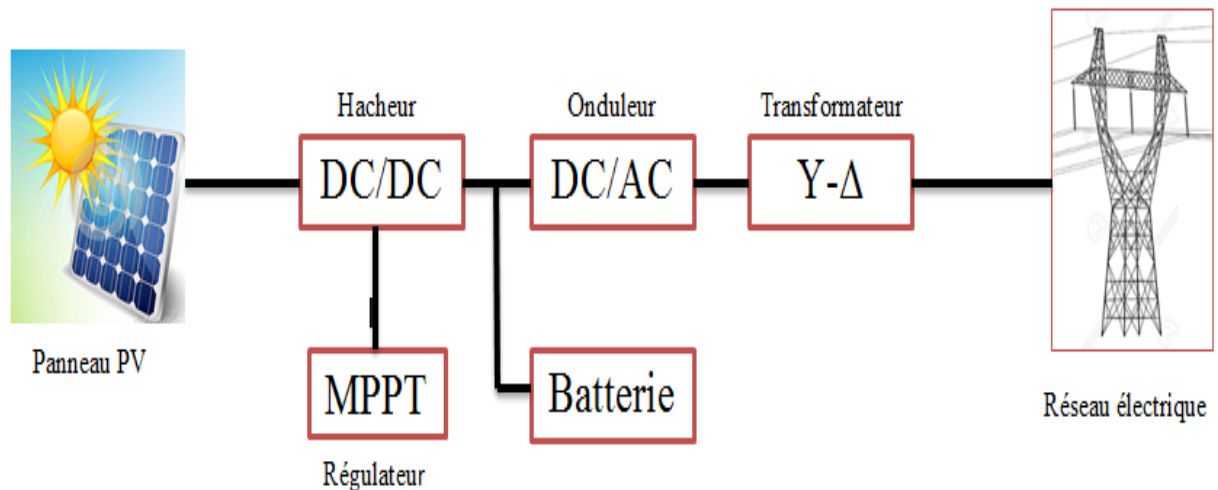 Hacheur
Onduleur
Transformateur
DC/DC
DC/AC
Y-Δ
Panneau PV
MPPT
Batterie
Réseau électrique
Régulateur